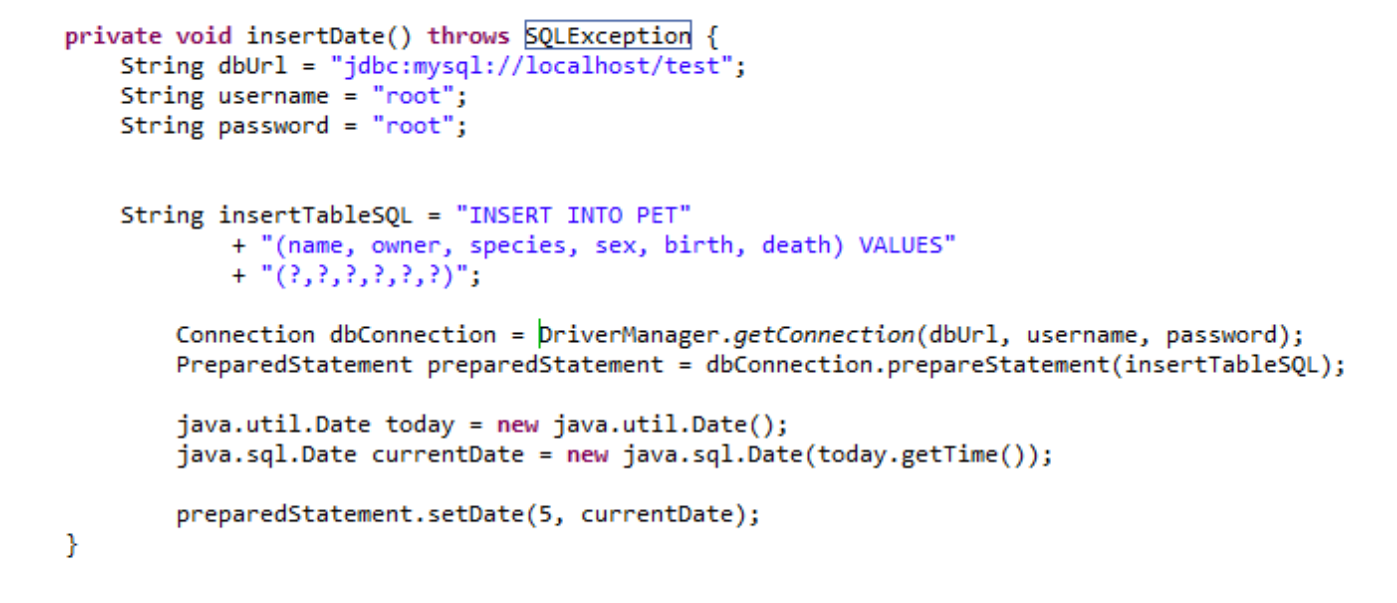 private void insertDate() throws SQLException {
String dbUrl = "jdbc:mysql://localhost/test";
String username = "root";
String password = "root";
String insertTableSQL = "INSERT INTO PET"
+ "(name, owner, species, sex, birth, death) VALUES"
+ "(?,?,?,?,?,?)";
Connection dbConnection = DriverManager.getConnection(dbUrl, username, password);
PreparedStatement preparedStatement = dbConnection.prepareStatement(insertTableSQL);
java.util.Date today = new java.util.Date();
java.sql.Date currentDate = new java.sql.Date(today.getTime());
preparedStatement.setDate(5, currentDate);
}